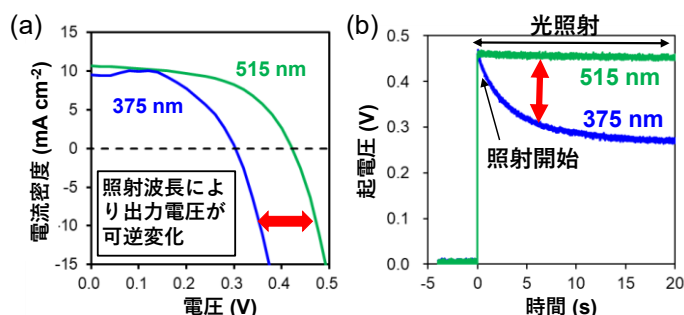 (a)
電流密度 (mA cm-2)
15
10
5
0
-5
-10
-15
515 nm
375 nm
照射波長によ
り出力電圧が
可逆変化
0.0
0.1
0.2
0.3
0.4
0.5
電圧 (V)
(b)
起電圧 (V)
0.5
0.4
0.3
0.2
0.1
0.0
光照射
515 nm
375 nm
照射開始
-5
0
5
10
15
20
時間 (s)